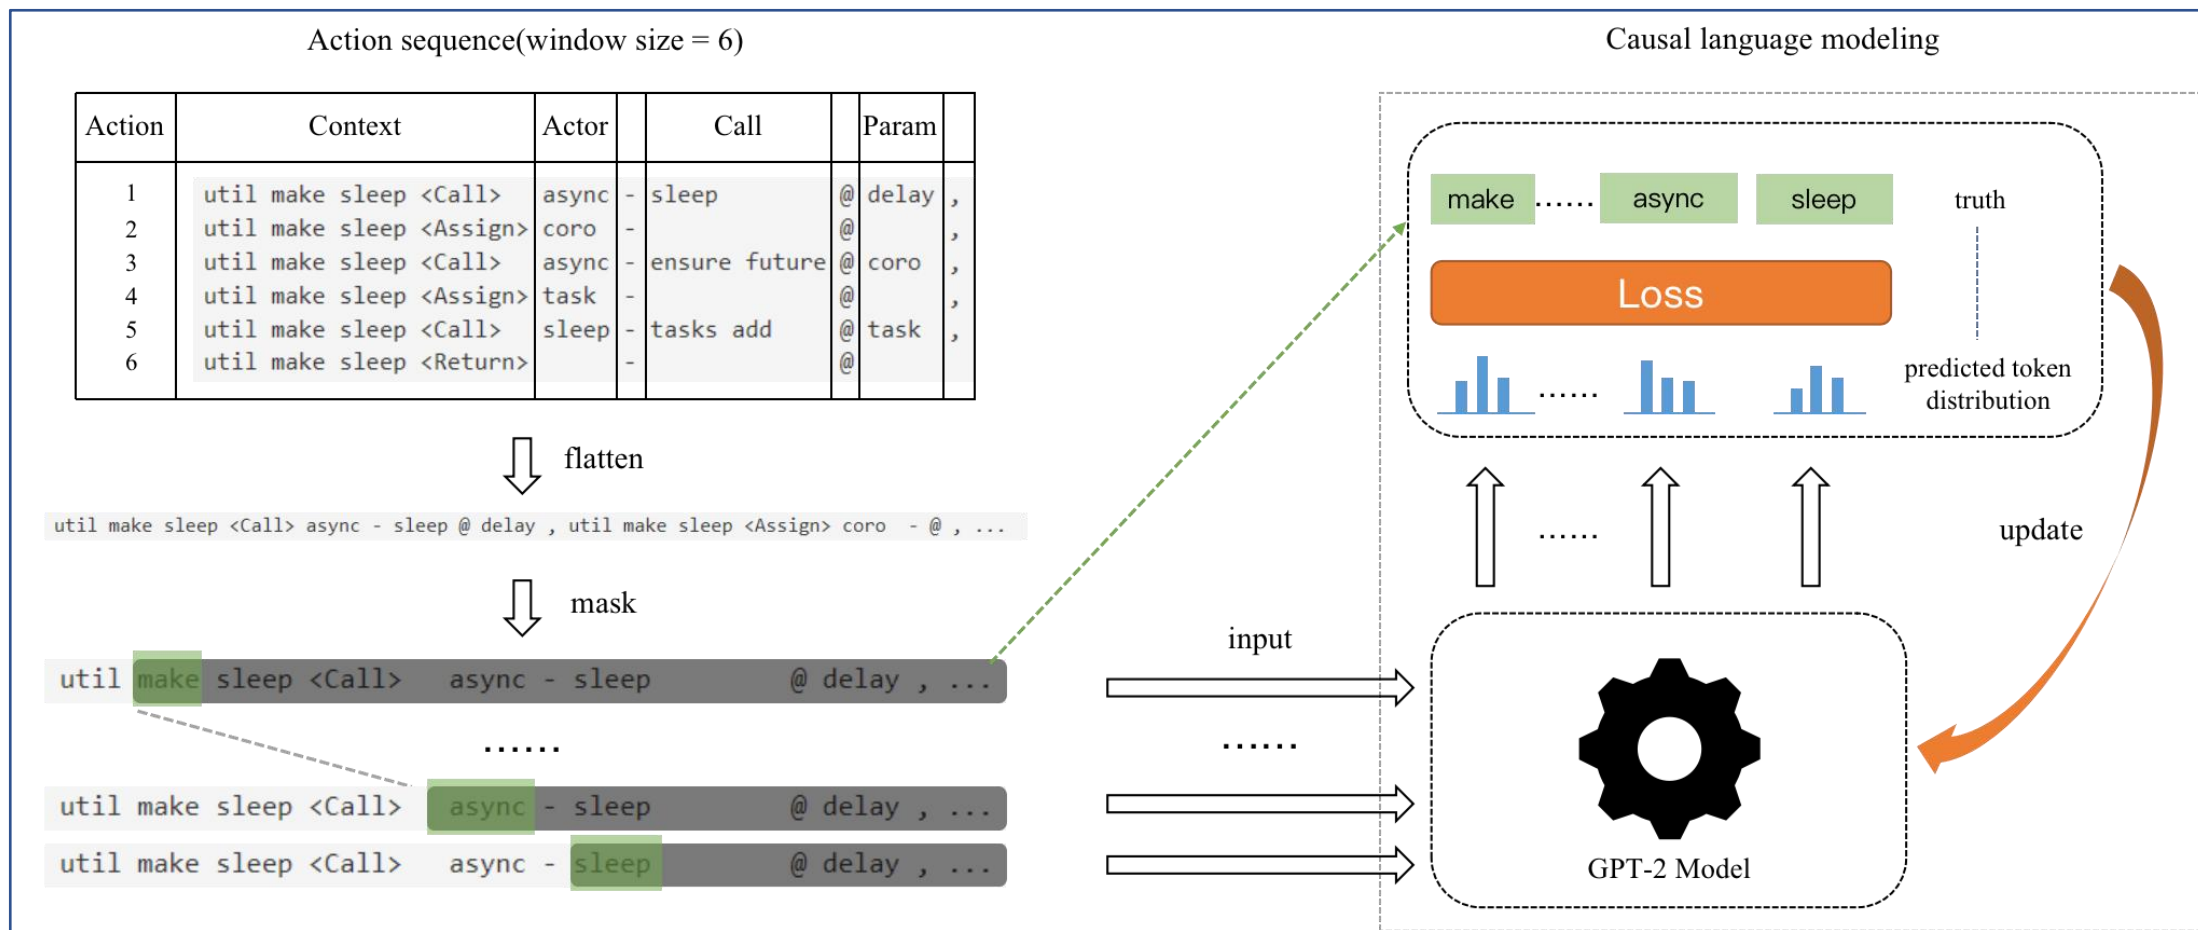 Action sequence(window size = 6)
Action Context Actor Call Param
1 util make sleep <Call> async - sleep @ delay ,
2 util make sleep <Assign> coro - @ ,
3 util make sleep <Call> async - ensure future @ coro ,
4 util make sleep <Assign> task - @ ,
5 util make sleep <Call> sleep - tasks add @ task ,
6 util make sleep <Return> - @
flatten
util make sleep <Call> async - sleep @ delay , util make sleep <Assign> coro - @ , ...
mask
util make sleep <Call> async - sleep @ delay , ...
......
util make sleep <Call> async - sleep @ delay , ...
util make sleep <Call> async - sleep @ delay , ...
input
......
Causal language modeling
make ...... async sleep truth
Loss
...... predicted token
distribution
......
update
GPT-2 Model